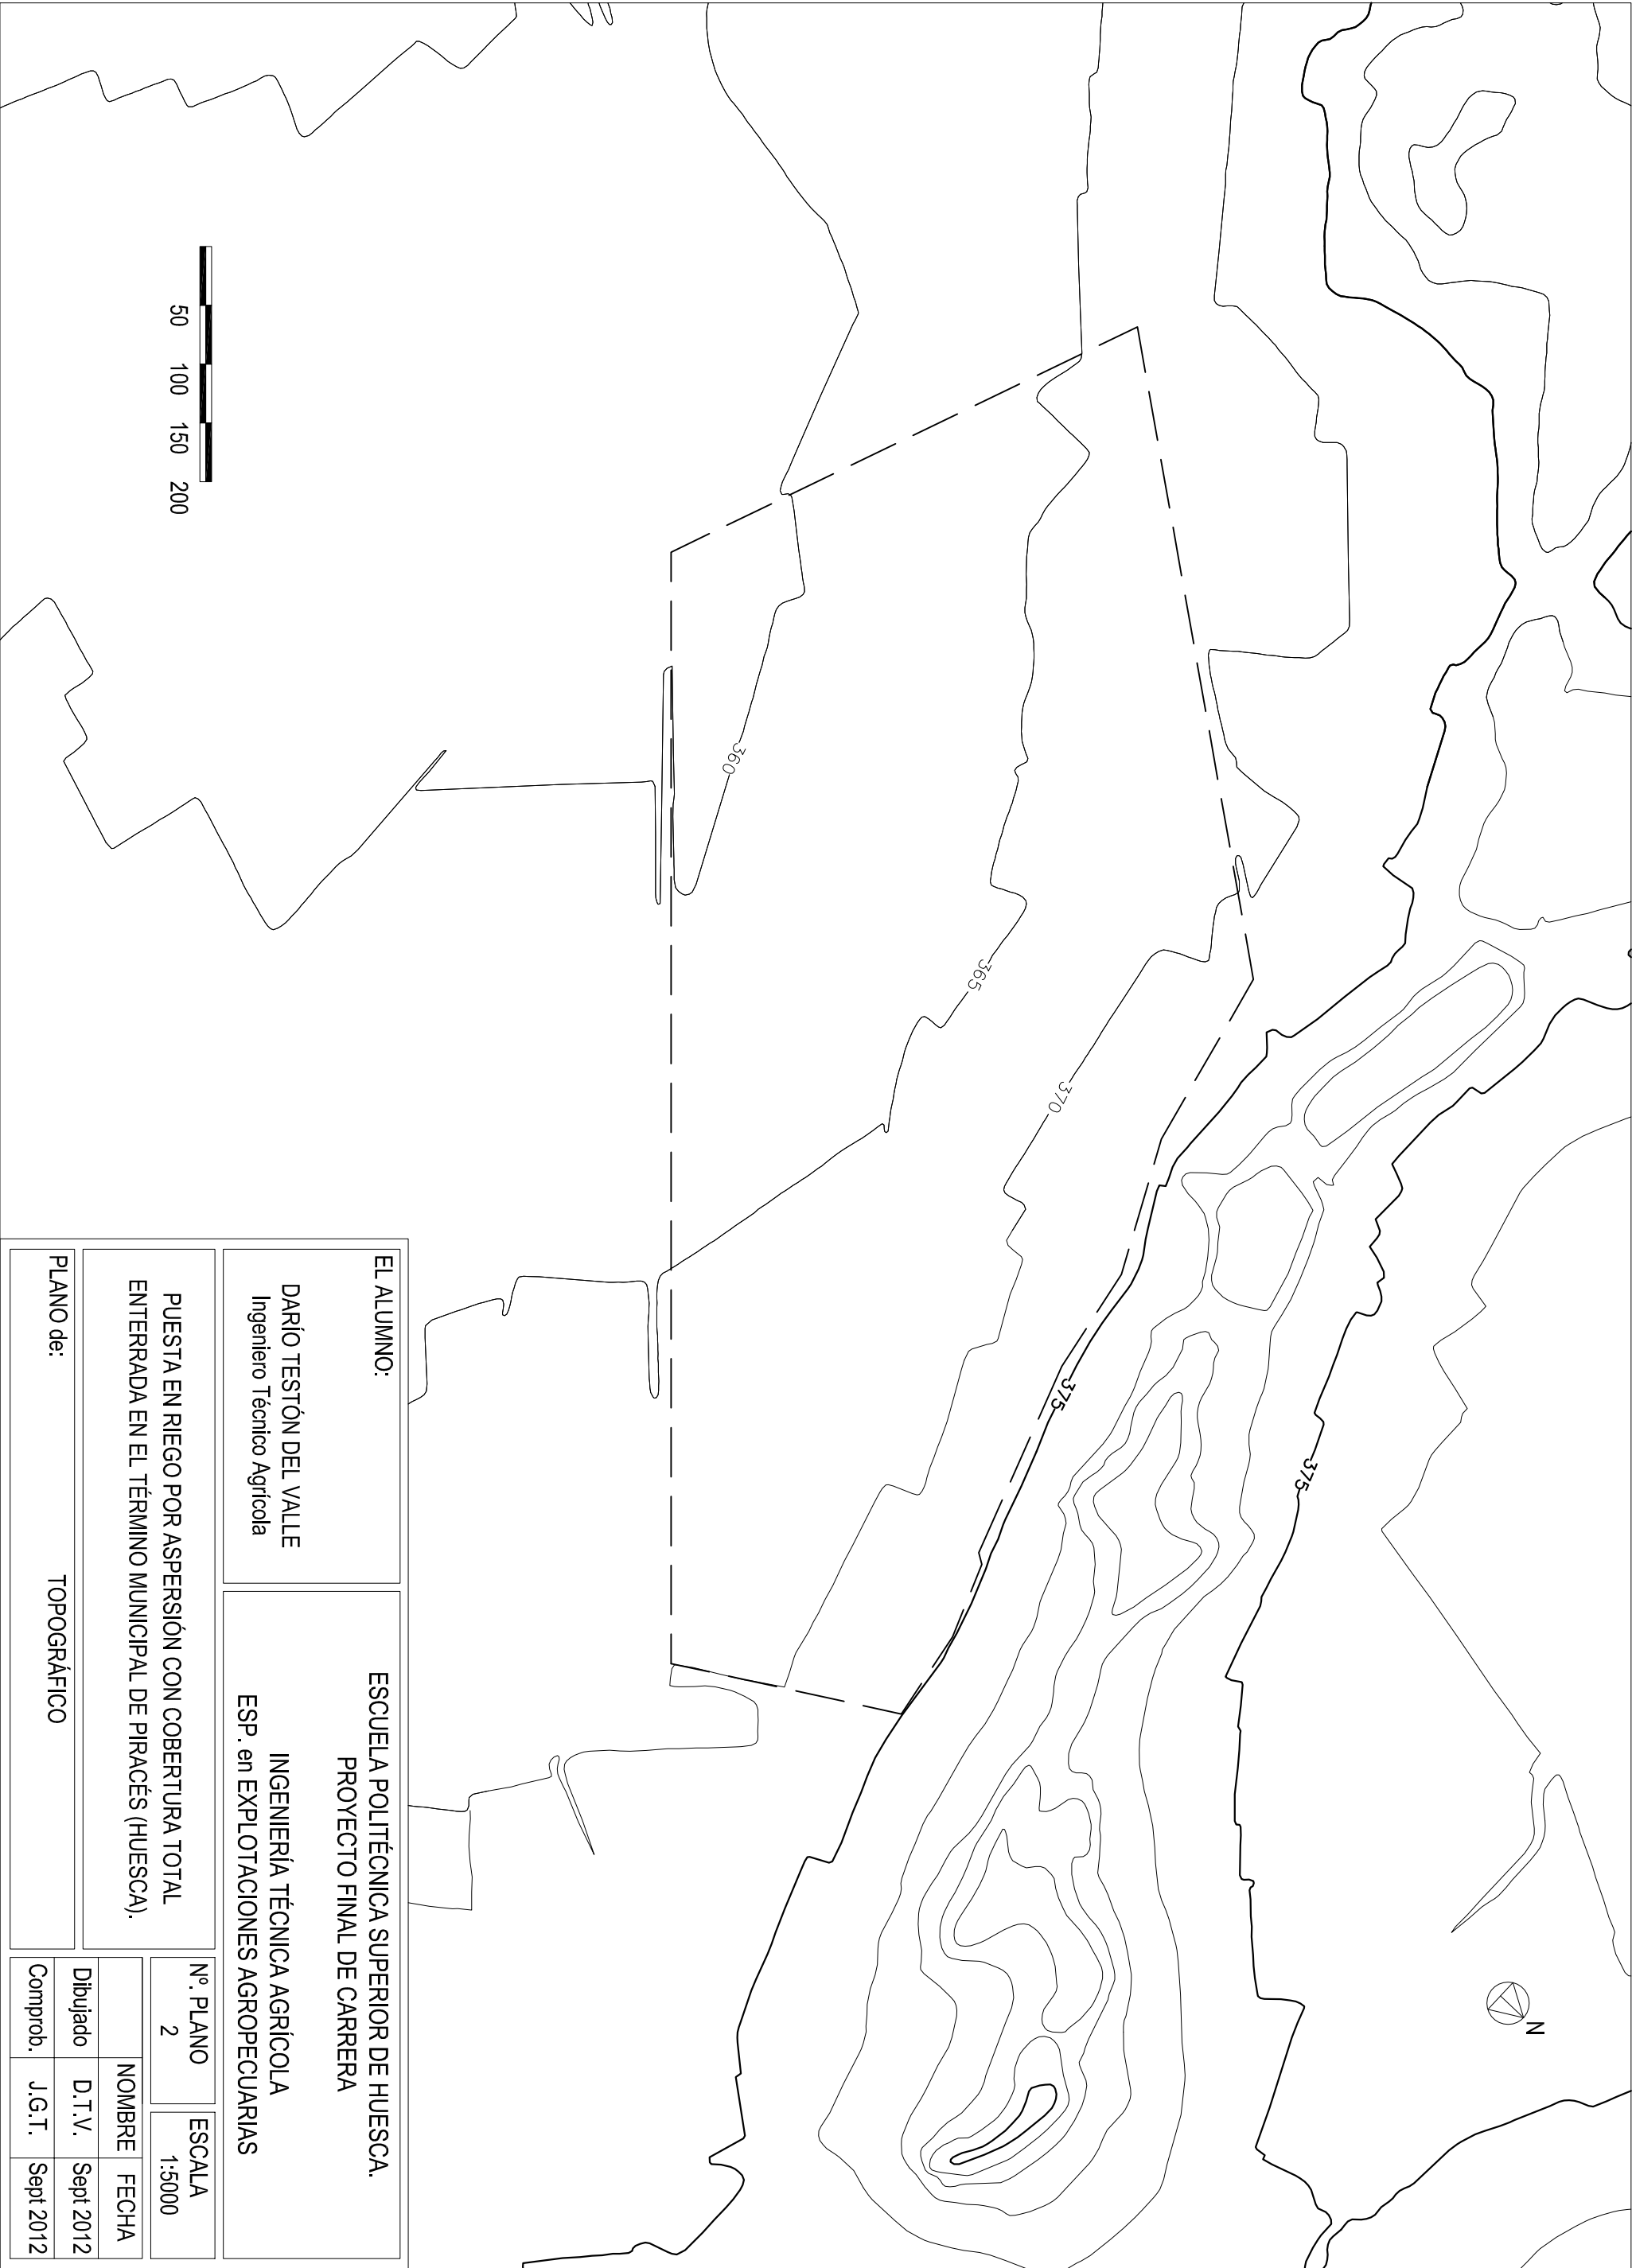 N
375
375
370
365
360
50 100 150 200
EL ALUMNO:
DARÍO TESTÓN DEL VALLE
Ingeniero Técnico Agrícola
ESCUELA POLITÉCNICA SUPERIOR DE HUESCA.
PROYECTO FINAL DE CARRERA
INGENIERÍA TÉCNICA AGRÍCOLA
ESP. en EXPLOTACIONES AGROPECUARIAS
PUESTA EN RIEGO POR ASPERSIÓN CON COBERTURA TOTAL
ENTERRADA EN EL TÉRMINO MUNICIPAL DE PIRACÉS (HUESCA).
PLANO de:
TOPOGRÁFICO
Nº. PLANO
2
ESCALA
1:5000
NOMBRE FECHA
Dibujado D.T.V. Sept 2012
Comprob. J.G.T. Sept 2012